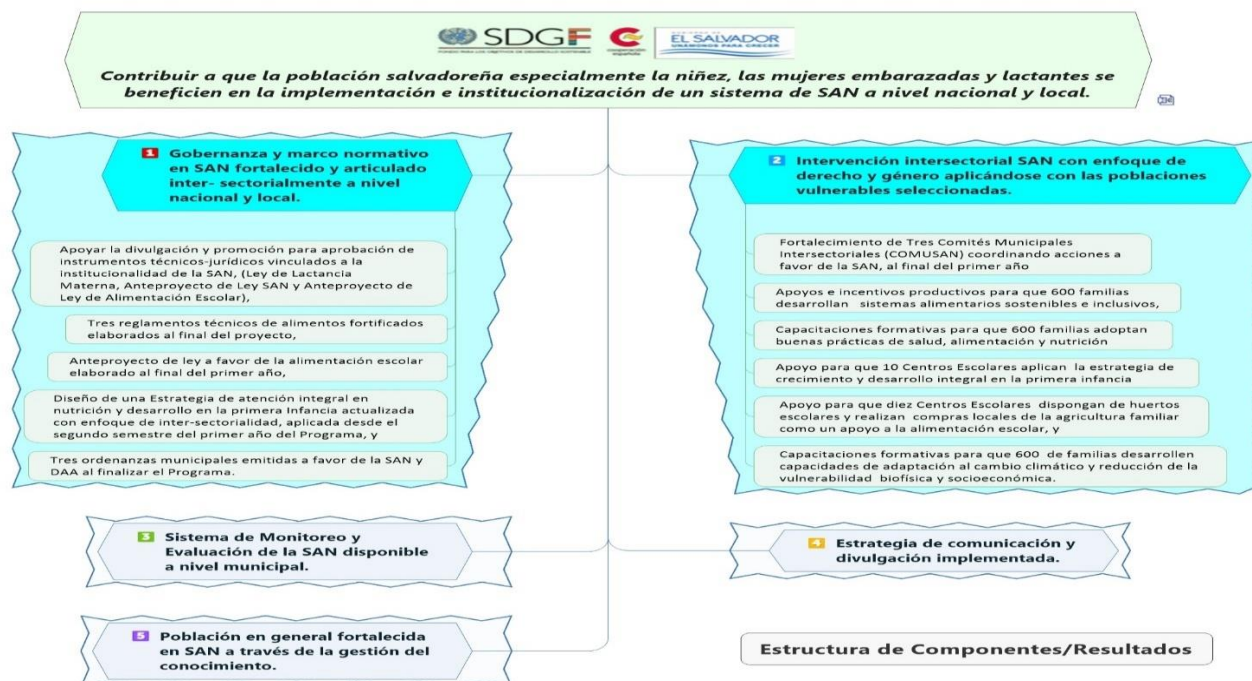 SDGF
FONDO PARA LOS OBJETIVOS DE DESARROLLO SOSTENIBLE
cooperación
española
GOBIERNO DE
EL SALVADOR
UNÁMONOS PARA CRECER
Contribuir a que la población salvadoreña especialmente la niñez, las mujeres embarazadas y lactantes se
beneficien en la implementación e institucionalización de un sistema de SAN a nivel nacional y local.
1 Gobernanza y marco normativo
en SAN fortalecido y articulado
inter- sectorialmente a nivel
nacional y local.
Apoyar la divulgación y promoción para aprobación de
instrumentos técnicos-jurídicos vinculados a la
institucionalidad de la SAN, (Ley de Lactancia
Materna, Anteproyecto de Ley SAN y Anteproyecto de
Ley de Alimentación Escolar),
Tres reglamentos técnicos de alimentos fortificados
elaborados al final del proyecto,
Anteproyecto de ley a favor de la alimentación escolar
elaborado al final del primer año,
Diseño de una Estrategia de atención integral en
nutrición y desarrollo en la primera Infancia actualizada
con enfoque de inter-sectorialidad, aplicada desde el
segundo semestre del primer año del Programa, y
Tres ordenanzas municipales emitidas a favor de la SAN y
DAA al finalizar el Programa.
2 Intervención intersectorial SAN con enfoque de
derecho y género aplicándose con las poblaciones
vulnerables seleccionadas.
Fortalecimiento de Tres Comités Municipales
Intersectoriales (COMUSAN) coordinando acciones a
favor de la SAN, al final del primer año
Apoyos e incentivos productivos para que 600 familias
desarrollan sistemas alimentarios sostenibles e inclusivos,
Capacitaciones formativas para que 600 familias adoptan
buenas prácticas de salud, alimentación y nutrición
Apoyo para que 10 Centros Escolares aplican la estrategia de
crecimiento y desarrollo integral en la primera infancia
Apoyo para que diez Centros Escolares dispongan de huertos
escolares y realizan compras locales de la agricultura familiar
como un apoyo a la alimentación escolar, y
Capacitaciones formativas para que 600 de familias desarrollen
capacidades de adaptación al cambio climático y reducción de la
vulnerabilidad biofísica y socioeconómica.
3 Sistema de Monitoreo y
Evaluación de la SAN disponible
a nivel municipal.
4 Estrategia de comunicación y
divulgación implementada.
5 Población en general fortalecida
en SAN a través de la gestión del
conocimiento.
Estructura de Componentes/Resultados